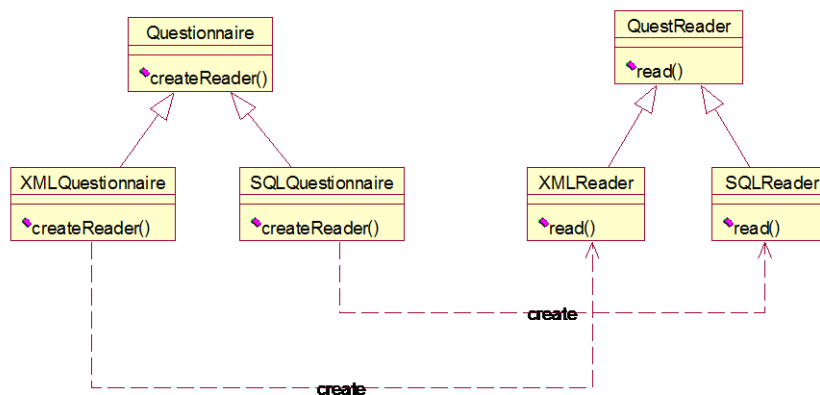 Questionnaire
createReader()
QuestReader
read()
XMLQuestionnaire
createReader()
SQLQuestionnaire
createReader()
XMLReader
read()
SQLReader
read()
create
create